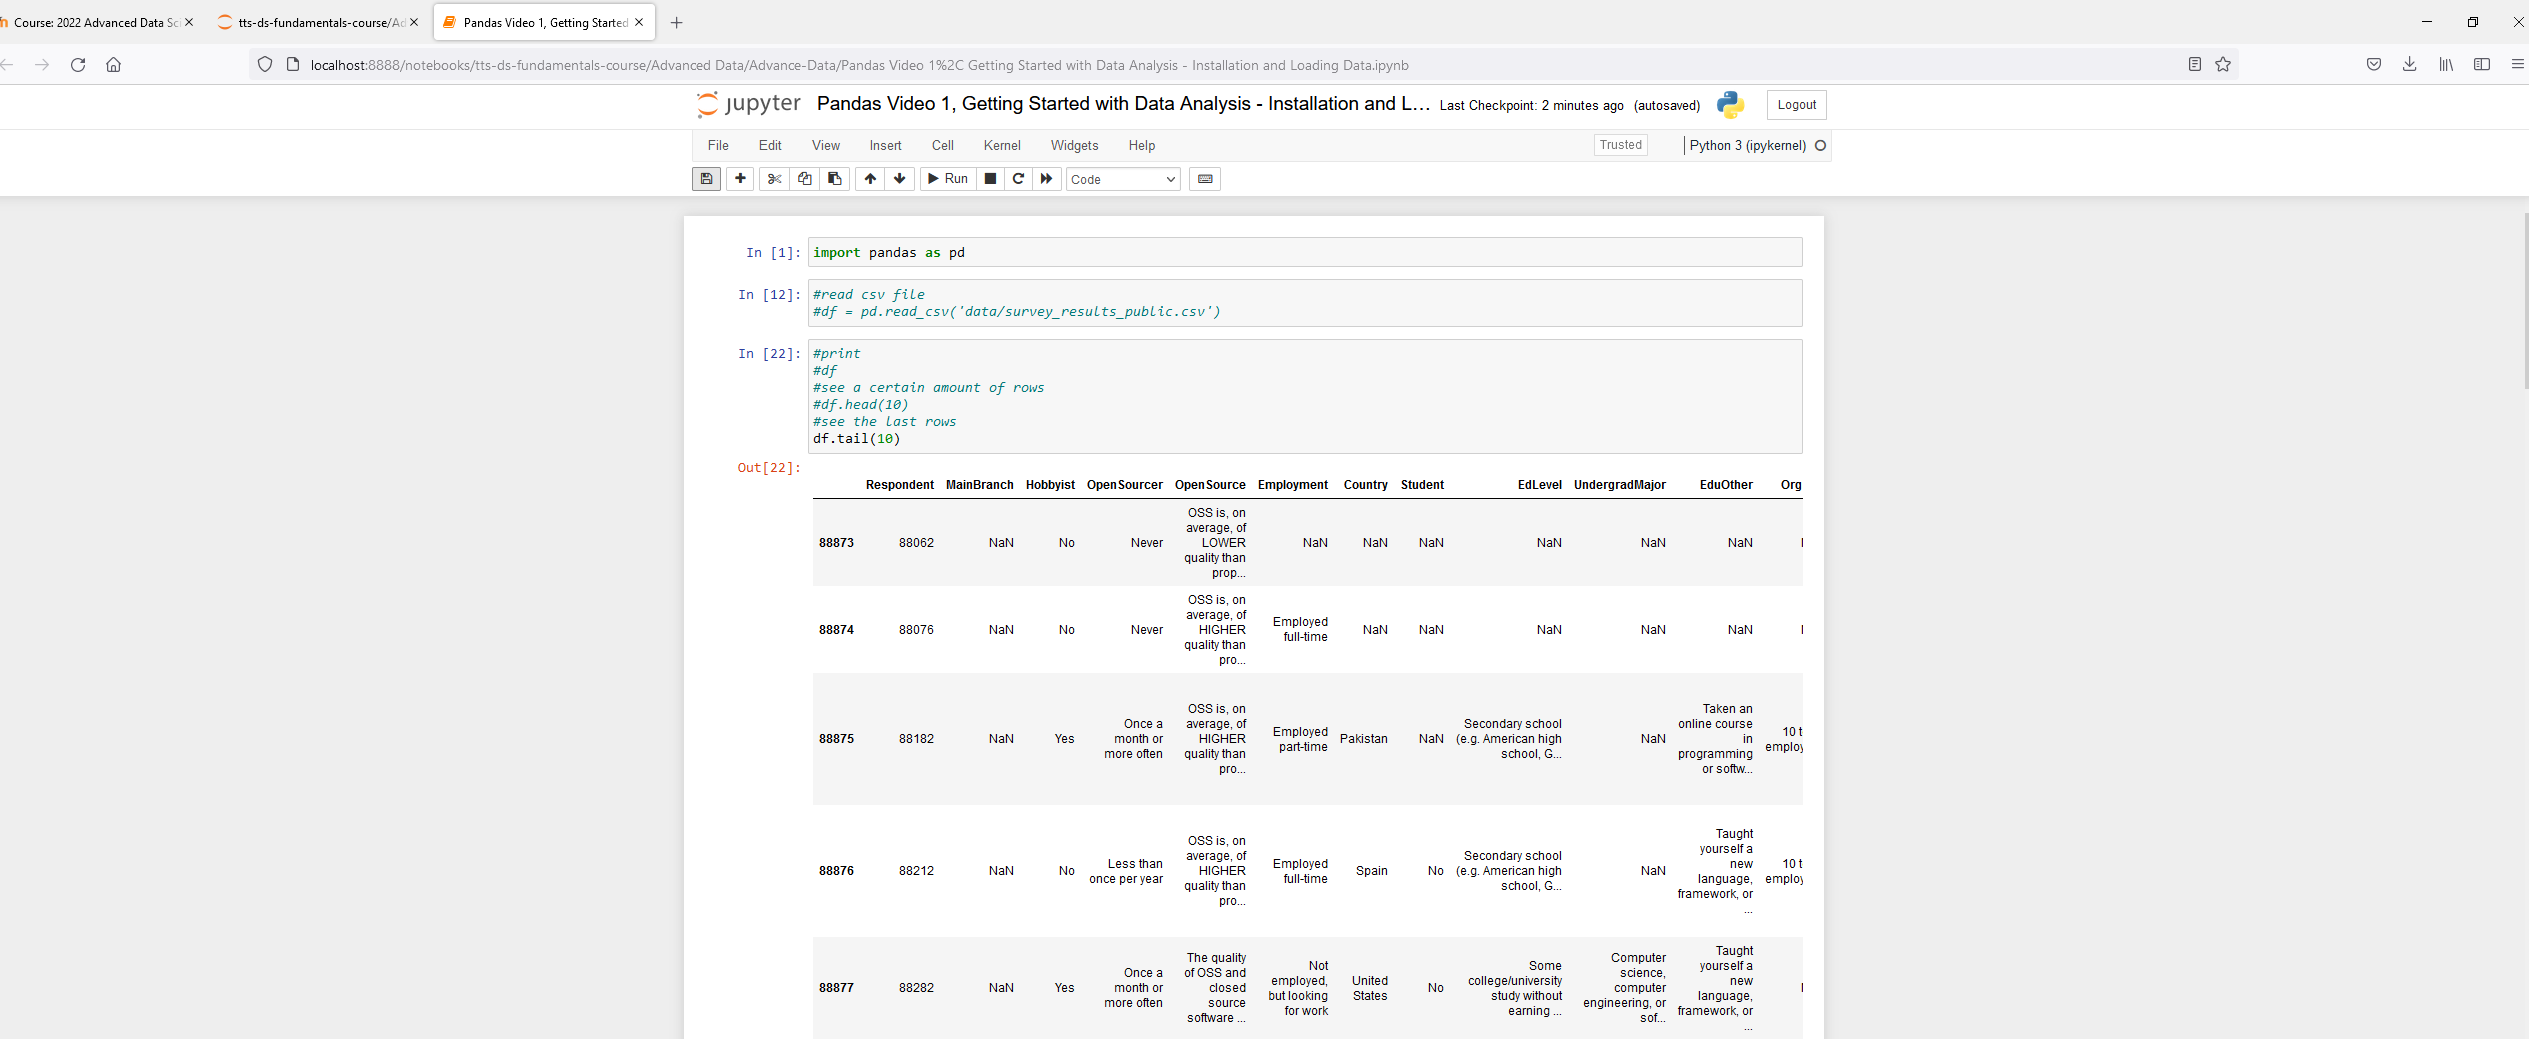 Course: 2022 Advanced Data Sci
tts-ds-fundamentals-course/Ad
Pandas Video 1, Getting Started
localhost:8888/notebooks/tts-ds-fundamentals-course/Advanced Data/Advance-Data/Pandas Video 1%2C Getting Started with Data Analysis - Installation and Loading Data.ipynb
jupyter Pandas Video 1, Getting Started with Data Analysis - Installation and L... Last Checkpoint: 2 minutes ago (autosaved) Logout
File Edit View Insert Cell Kernel Widgets Help Trusted Python 3 (ipykernel)
Run Code
In [1]: import pandas as pd
In [12]: #read csv file
#df = pd.read_csv('data/survey_results_public.csv')
In [22]: #print
#df
#see a certain amount of rows
#df.head(10)
#see the last rows
df.tail(10)
Out[22]:
Respondent MainBranch Hobbyist OpenSourcer OpenSource Employment Country Student EdLevel UndergradMajor EduOther Org
88873 88062 NaN No Never OSS is, on average, of LOWER quality than prop... NaN NaN NaN NaN NaN NaN
88874 88076 NaN No Never OSS is, on average, of HIGHER quality than pro... Employed full-time NaN NaN NaN NaN NaN
88875 88182 NaN Yes Once a month or more often OSS is, on average, of HIGHER quality than pro... Employed part-time Pakistan NaN Secondary school (e.g. American high school, G... NaN Taken an online course in programming or softw... 10 t employ
88876 88212 NaN No Less than once per year OSS is, on average, of HIGHER quality than pro... Employed full-time Spain No Secondary school (e.g. American high school, G... NaN Taught yourself a new language, framework, or ... 10 t employ
88877 88282 NaN Yes Once a month or more often The quality of OSS and closed source software ... Not employed, but looking for work United States No Some college/university study without earning ... Computer science, computer engineering, or sof... Taught yourself a new language, framework, or ...